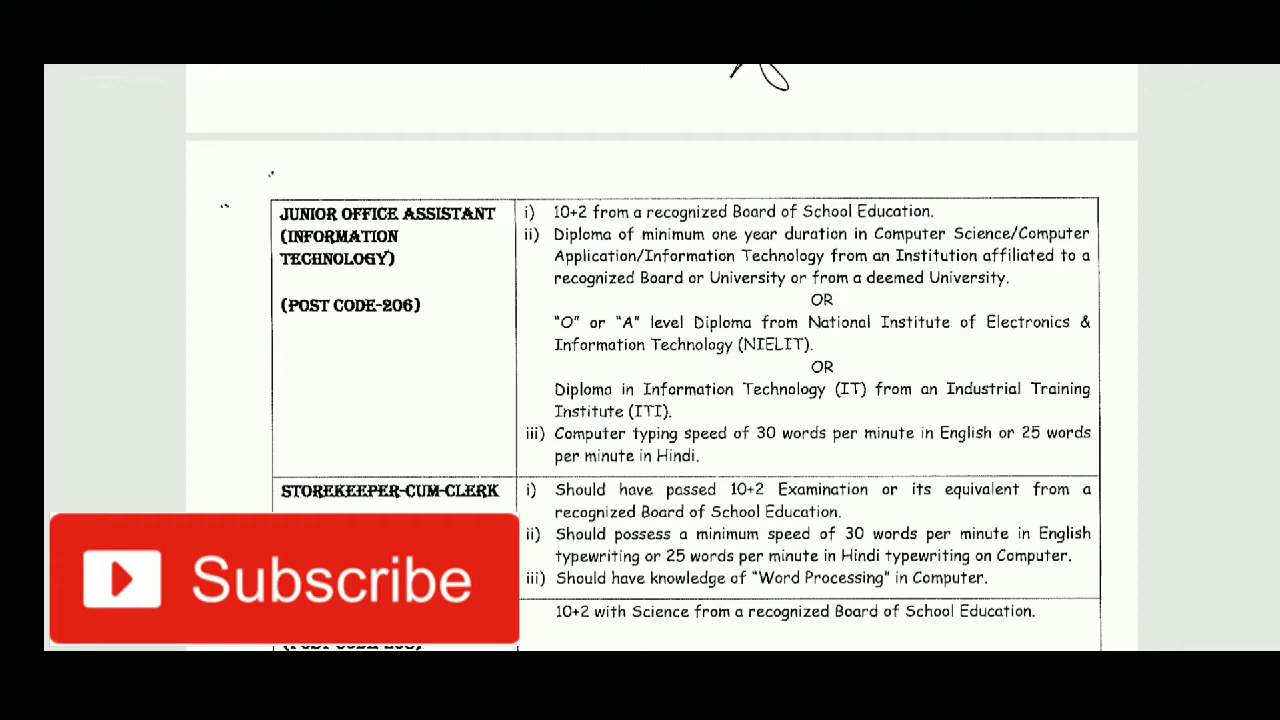 JUNIOR OFFICE ASSISTANT
(INFORMATION
TECHNOLOGY)
(POST CODE-206)
i) 10+2 from a recognized Board of School Education.
ii) Diploma of minimum one year duration in Computer Science/Computer
Application/Information Technology from an Institution affiliated to a
recognized Board or University or from a deemed University.
OR
"O" or "A" level Diploma from National Institute of Electronics &
Information Technology (NIELIT).
OR
Diploma in Information Technology (IT) from an Industrial Training
Institute (ITI).
iii) Computer typing speed of 30 words per minute in English or 25 words
per minute in Hindi.
STOREKEEPER-CUM-CLERK
i) Should have passed 10+2 Examination or its equivalent from a
recognized Board of School Education.
ii) Should possess a minimum speed of 30 words per minute in English
typewriting or 25 words per minute in Hindi typewriting on Computer.
iii) Should have knowledge of "Word Processing" in Computer.
10+2 with Science from a recognized Board of School Education.
Subscribe